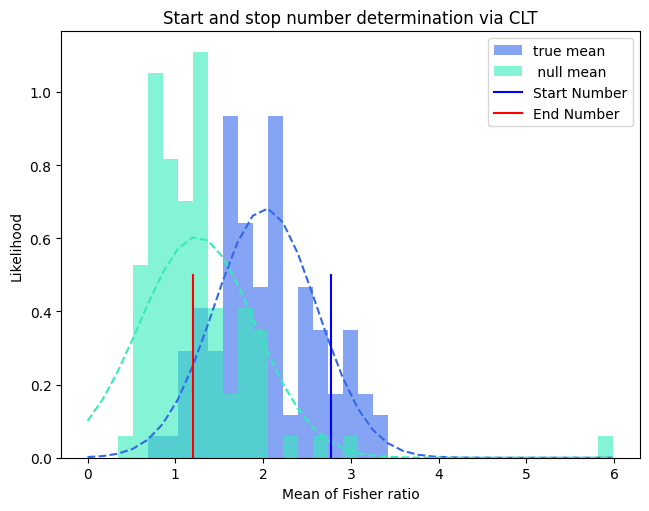 Start and stop number determination via CLT
true mean
null mean
Start Number
End Number
Likelihood
1.0
0.8
0.6
0.4
0.2
0.0
0 1 2 3 4 5 6
Mean of Fisher ratio